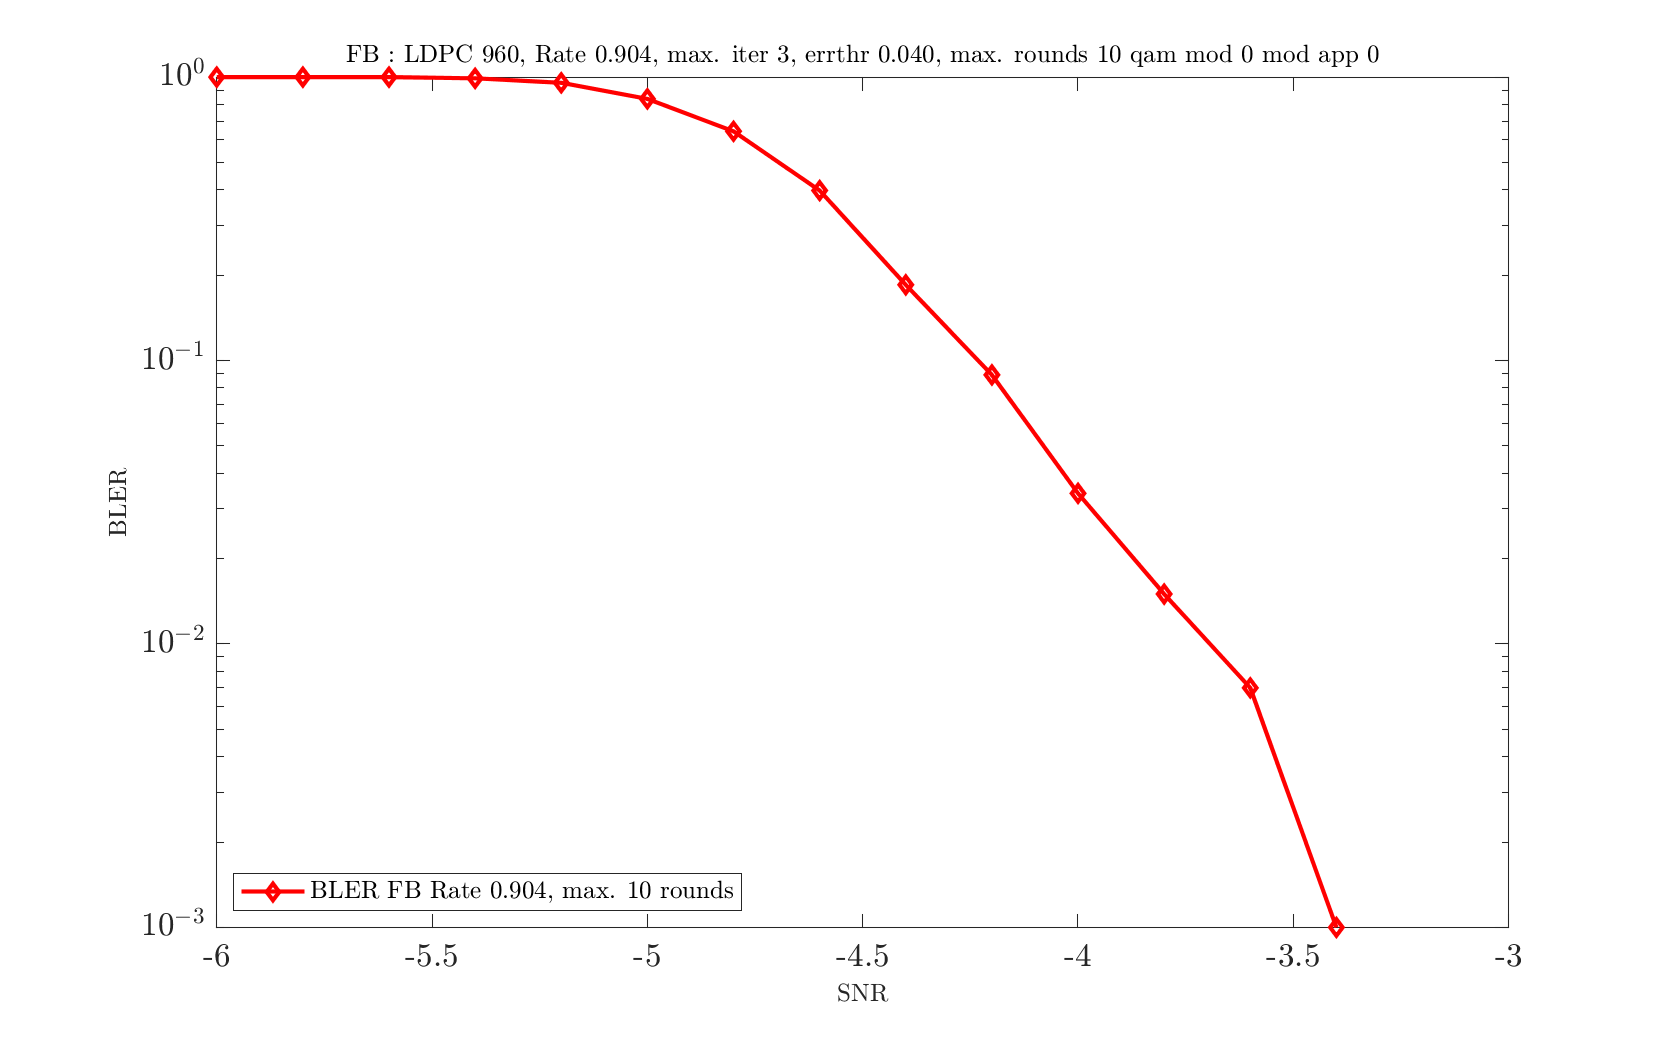 FB : LDPC 960, Rate 0.904, max. iter 3, errthr 0.040, max. rounds 10 qam mod 0 mod app 0
10^0
10^-1
10^-2
10^-3
BLER
BLER FB Rate 0.904, max. 10 rounds
-6 -5.5 -5 -4.5 -4 -3.5 -3
SNR